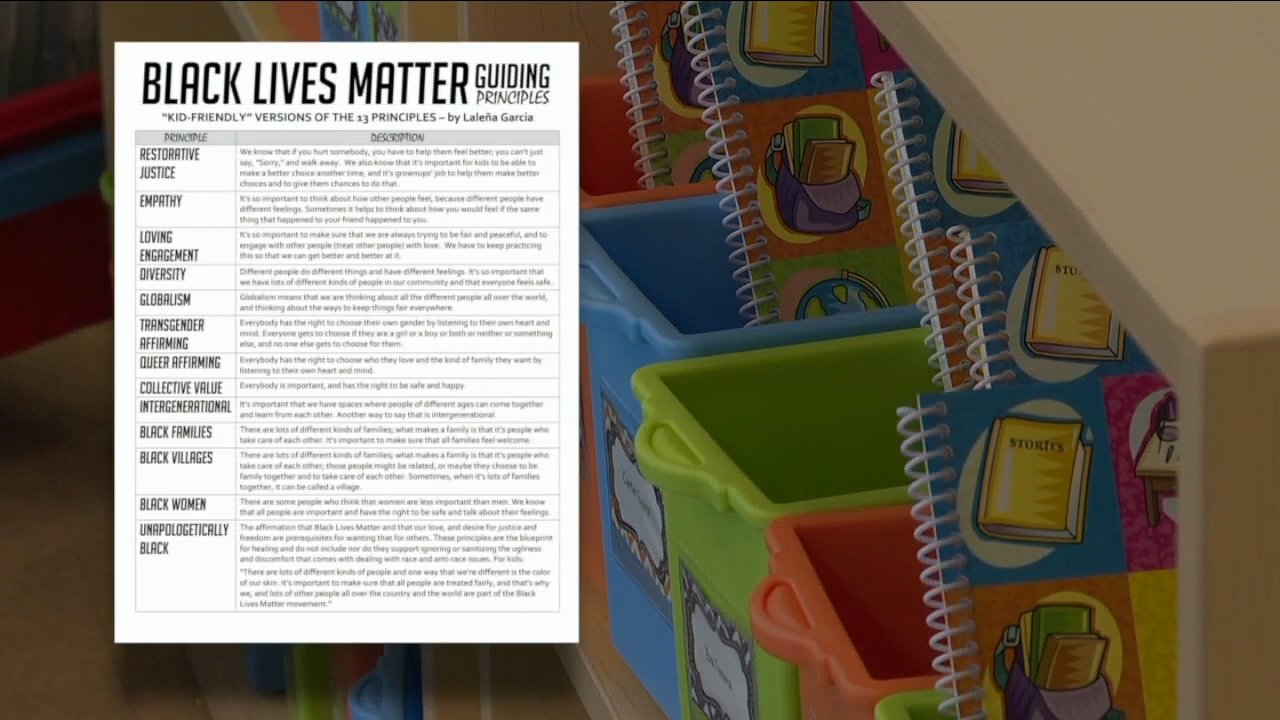 BLACK LIVES MATTER GUIDING PRINCIPLES
"KID-FRIENDLY" VERSIONS OF THE 13 PRINCIPLES – by Laleña Garcia
PRINCIPLE DESCRIPTION
RESTORATIVE JUSTICE
We know that if you hurt somebody, you have to help them feel better; you can't just
say, "Sorry," and walk away. We also know that it's important for kids to be able to
make a better choice another time, and it's grownups' job to help them make better
choices and to give them chances to do that.
EMPATHY
It's so important to think about how other people feel, because different people have
different feelings. Sometimes it helps to think about how you would feel if the same
thing that happened to your friend happened to you.
LOVING ENGAGEMENT
It's so important to make sure that we are always trying to be fair and peaceful, and to
engage with other people (treat other people) with love. We have to keep practicing
this so that we can get better and better at it.
DIVERSITY
Different people do different things and have different feelings. It's so important that
we have lots of different kinds of people in our community and that everyone feels safe.
GLOBALISM
Globalism means that we are thinking about all the different people all over the world,
and thinking about the ways to keep things fair everywhere.
TRANSGENDER AFFIRMING
Everybody has the right to choose their own gender by listening to their own heart and
mind. Everyone gets to choose if they are a girl or a boy or both or neither or something
else, and no one else gets to choose for them.
QUEER AFFIRMING
Everybody has the right to choose who they love and the kind of family they want by
listening to their own heart and mind.
COLLECTIVE VALUE
Everybody is important, and has the right to be safe and happy.
INTERGENERATIONAL
It's important that we have spaces where people of different ages can come together
and learn from each other. Another way to say that is intergenerational.
BLACK FAMILIES
There are lots of different kinds of families; what makes a family is that it's people who
take care of each other. It's important to make sure that all families feel welcome.
BLACK VILLAGES
There are lots of different kinds of families; what makes a family is that it's people who
take care of each other; those people might be related, or maybe they choose to be
family together and to take care of each other. Sometimes, when it's lots of families
together, it can be called a village.
BLACK WOMEN
There are some people who think that women are less important than men. We know
that all people are important and have the right to be safe and talk about their feelings.
UNAPOLOGETICALLY BLACK
The affirmation that Black Lives Matter and that our love, and desire for justice and
freedom are prerequisites for wanting that for others. These principles are the blueprint
for healing and do not include nor do they support ignoring or sanitizing the ugliness
and discomfort that comes with dealing with race and anti-race issues. For kids:
"There are lots of different kinds of people and one way that we're different is the color
of our skin. It's important to make sure that all people are treated fairly, and that's why
we, and lots of other people all over the country and the world are part of the Black
Lives Matter movement."
STO
STORIES